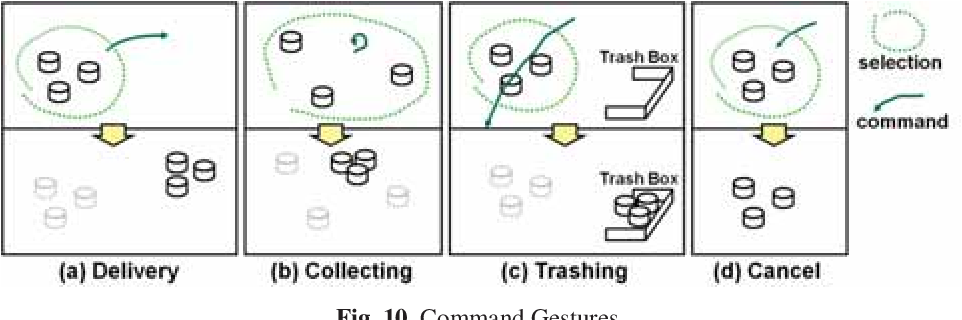 Trash Box
selection
command
Trash Box
(a) Delivery
(b) Collecting
(c) Trashing
(d) Cancel
Fig. 10. Command Gestures